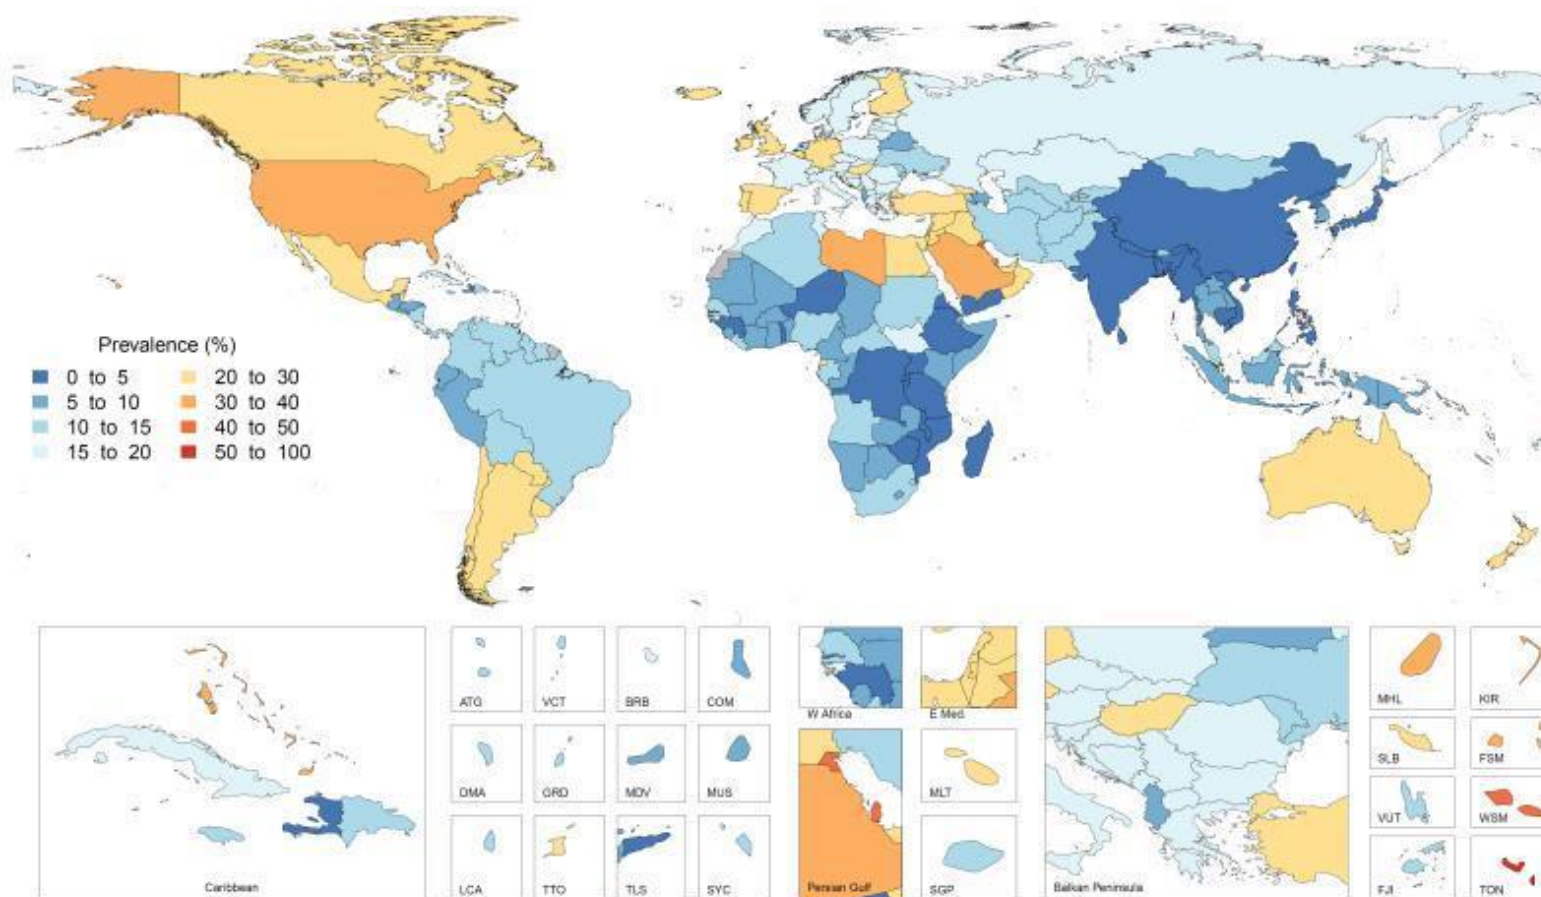 Prevalence (%)
0 to 5
5 to 10
10 to 15
15 to 20
20 to 30
30 to 40
40 to 50
50 to 100
Caribbean
ATG
VCT
BRB
COM
DMA
GRD
MDV
MUS
LCA
TTO
TLS
SYC
W Africa
E Med.
Persian Gulf
MLT
SGP
Balkan Peninsula
MHL
KIR
SLB
FSM
VUT
WSM
FJI
TON